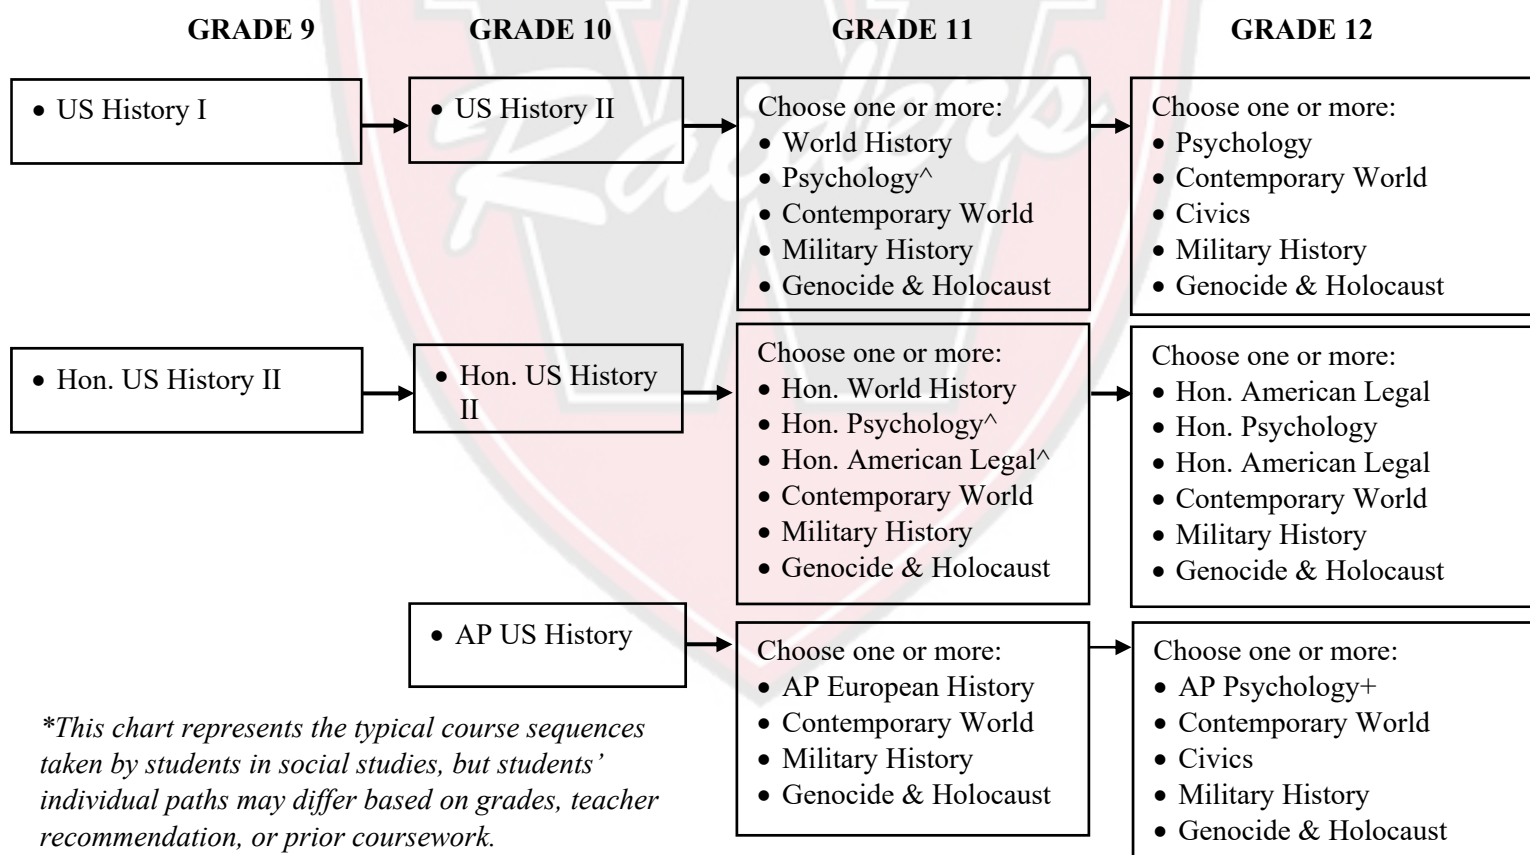 GRADE 9
GRADE 10
GRADE 11
GRADE 12
• US History I
• US History II
Choose one or more:
• World History
• Psychology^
• Contemporary World
• Military History
• Genocide & Holocaust
Choose one or more:
• Psychology
• Contemporary World
• Civics
• Military History
• Genocide & Holocaust
• Hon. US History II
• Hon. US History
II
Choose one or more:
• Hon. World History
• Hon. Psychology^
• Hon. American Legal^
• Contemporary World
• Military History
• Genocide & Holocaust
Choose one or more:
• Hon. American Legal
• Hon. Psychology
• Hon. American Legal
• Contemporary World
• Military History
• Genocide & Holocaust
• AP US History
Choose one or more:
• AP European History
• Contemporary World
• Military History
• Genocide & Holocaust
Choose one or more:
• AP Psychology+
• Contemporary World
• Civics
• Military History
• Genocide & Holocaust
*This chart represents the typical course sequences
taken by students in social studies, but students’
individual paths may differ based on grades, teacher
recommendation, or prior coursework.
W
Raiders